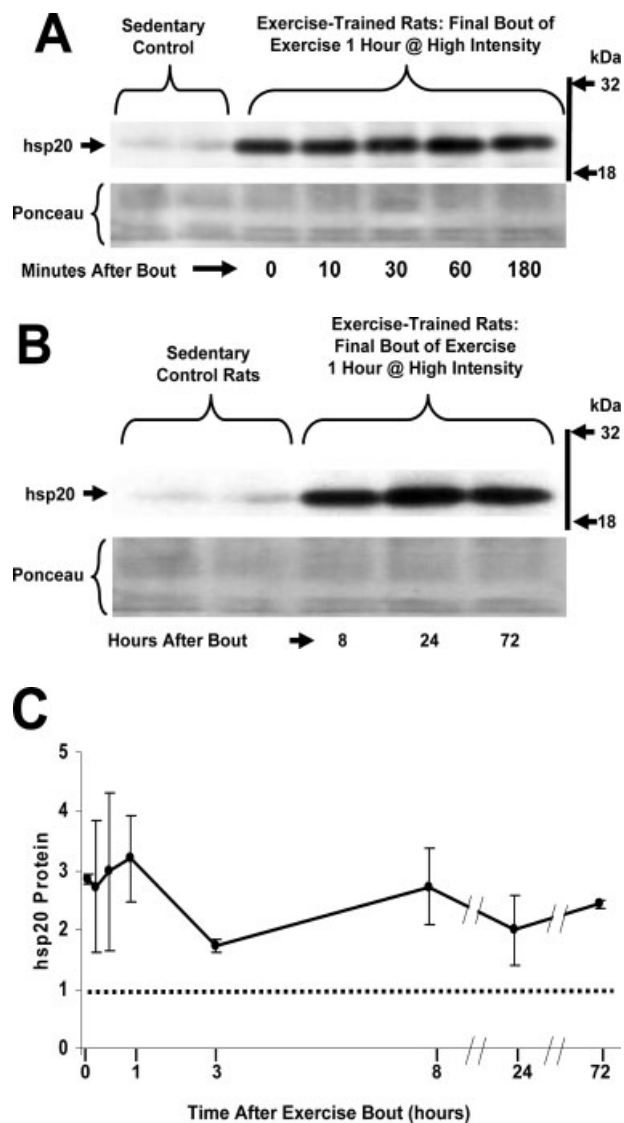 A
Sedentary
Control
Exercise-Trained Rats: Final Bout of
Exercise 1 Hour @ High Intensity
kDa
32
hsp20
18
Ponceau
Minutes After Bout
0 10 30 60 180
B
Sedentary
Control Rats
Exercise-Trained Rats:
Final Bout of Exercise
1 Hour @ High Intensity
kDa
32
hsp20
18
Ponceau
Hours After Bout
8 24 72
C
hsp20 Protein
5
4
3
2
1
0
0 1 3 8 24 72
Time After Exercise Bout (hours)